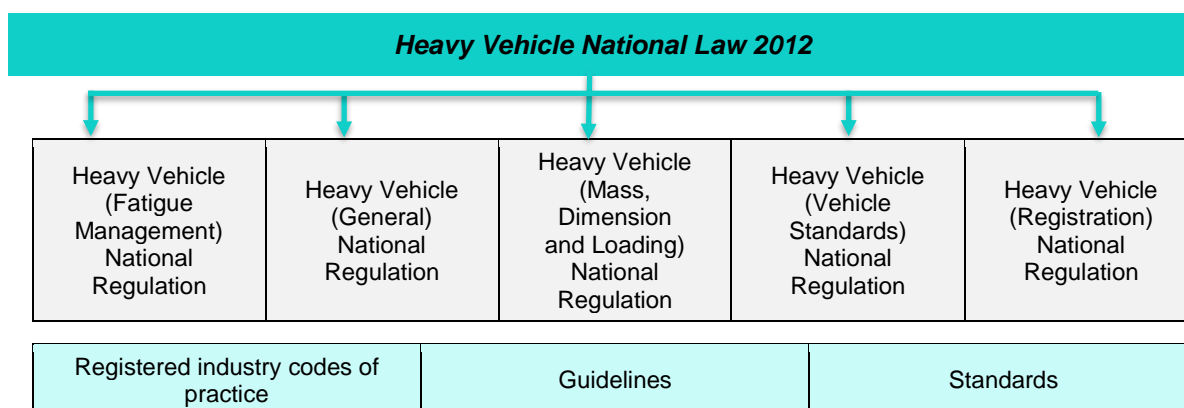 Heavy Vehicle National Law 2012
Heavy Vehicle
(Fatigue
Management)
National
Regulation
Heavy Vehicle
(General)
National
Regulation
Heavy Vehicle
(Mass,
Dimension
and Loading)
National
Regulation
Heavy Vehicle
(Vehicle
Standards)
National
Regulation
Heavy Vehicle
(Registration)
National
Regulation
Registered industry codes of
practice
Guidelines
Standards